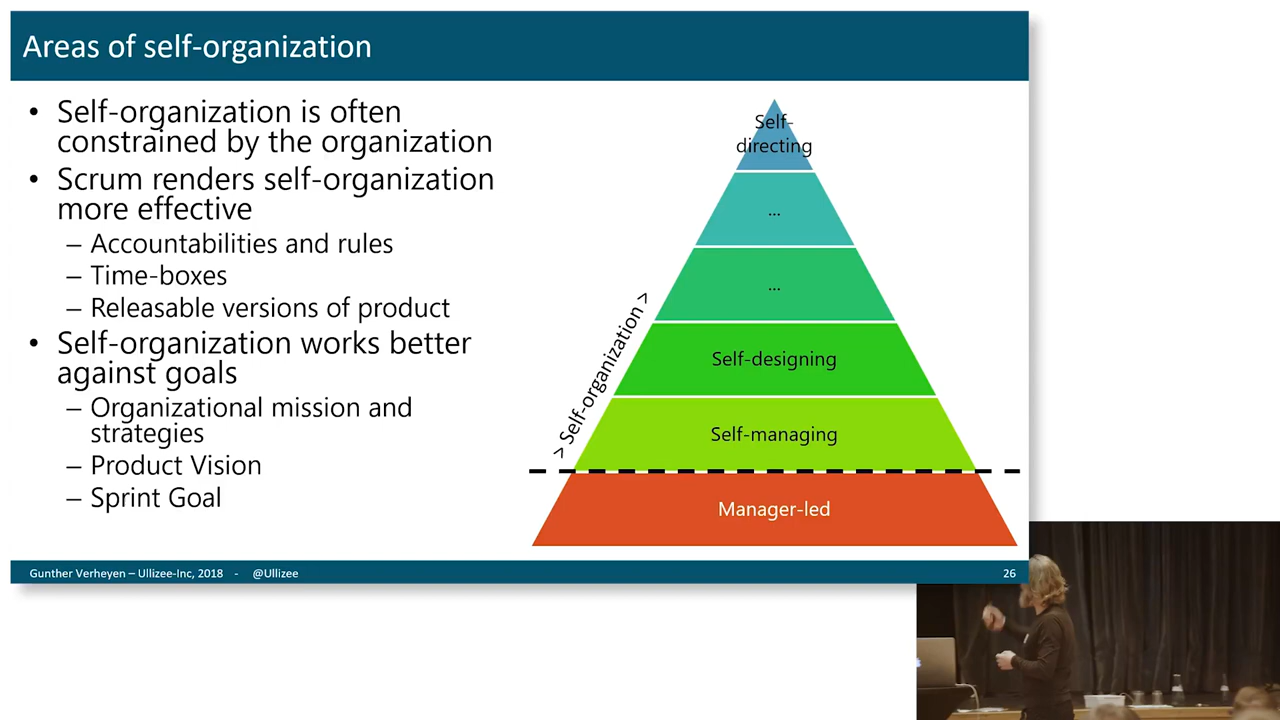 Areas of self-organization
• Self-organization is often
constrained by the organization
• Scrum renders self-organization
more effective
– Accountabilities and rules
– Time-boxes
– Releasable versions of product
• Self-organization works better
against goals
– Organizational mission and
strategies
– Product Vision
– Sprint Goal
Self-
directing
...
...
Self-designing
Self-managing
Manager-led
> Self-organization >
Gunther Verheyen – Ullizee-Inc, 2018 - @Ullizee
26